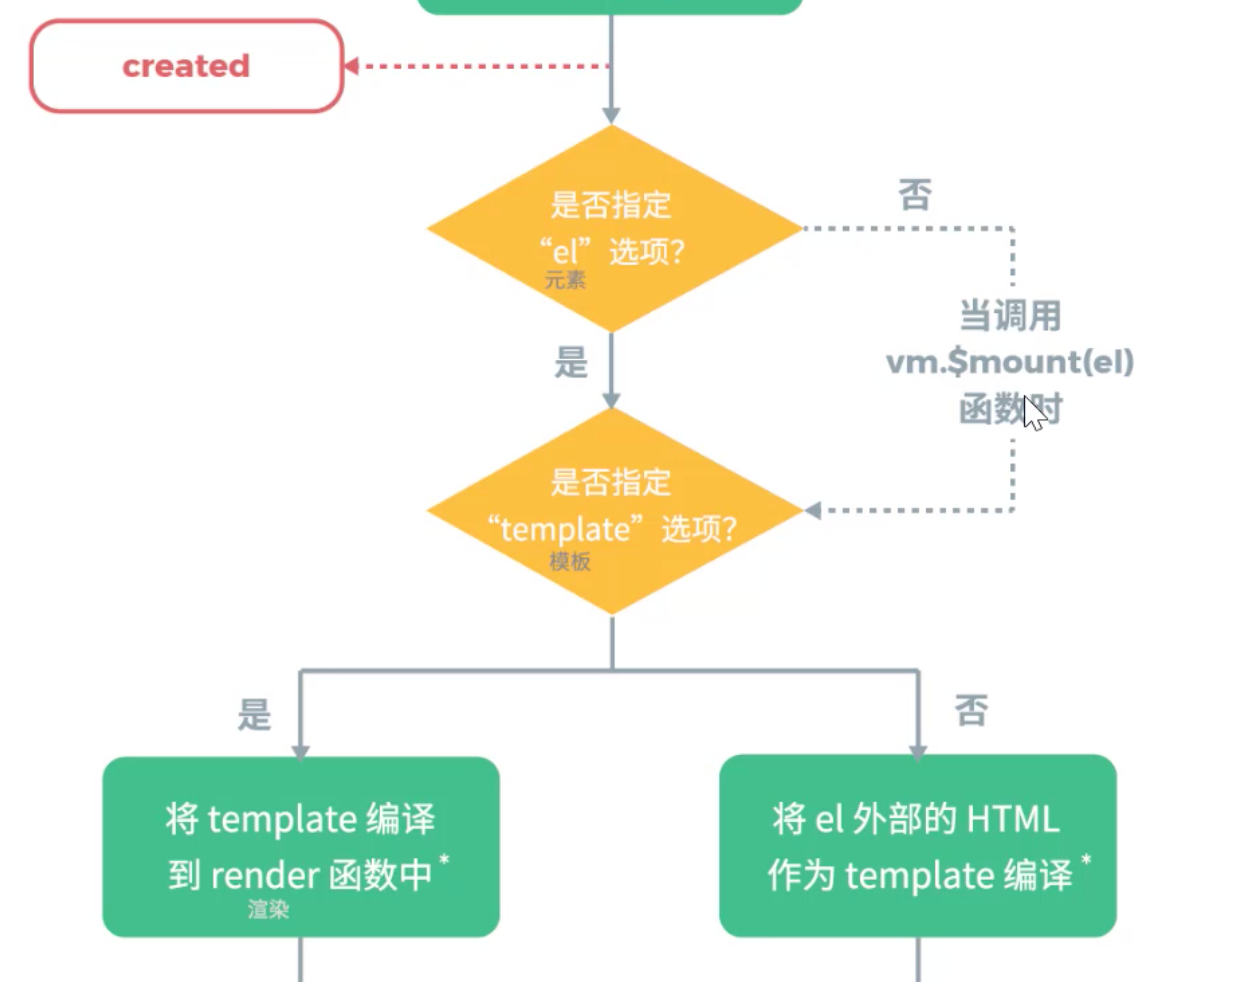 created
是否指定
“el”选项?
元素
否
当调用
vm.$mount(el)
函数时
是
是否指定
“template”选项?
模板
是
否
将 template 编译
到 render 函数中*
渲染
将 el 外部的 HTML
作为 template 编译*